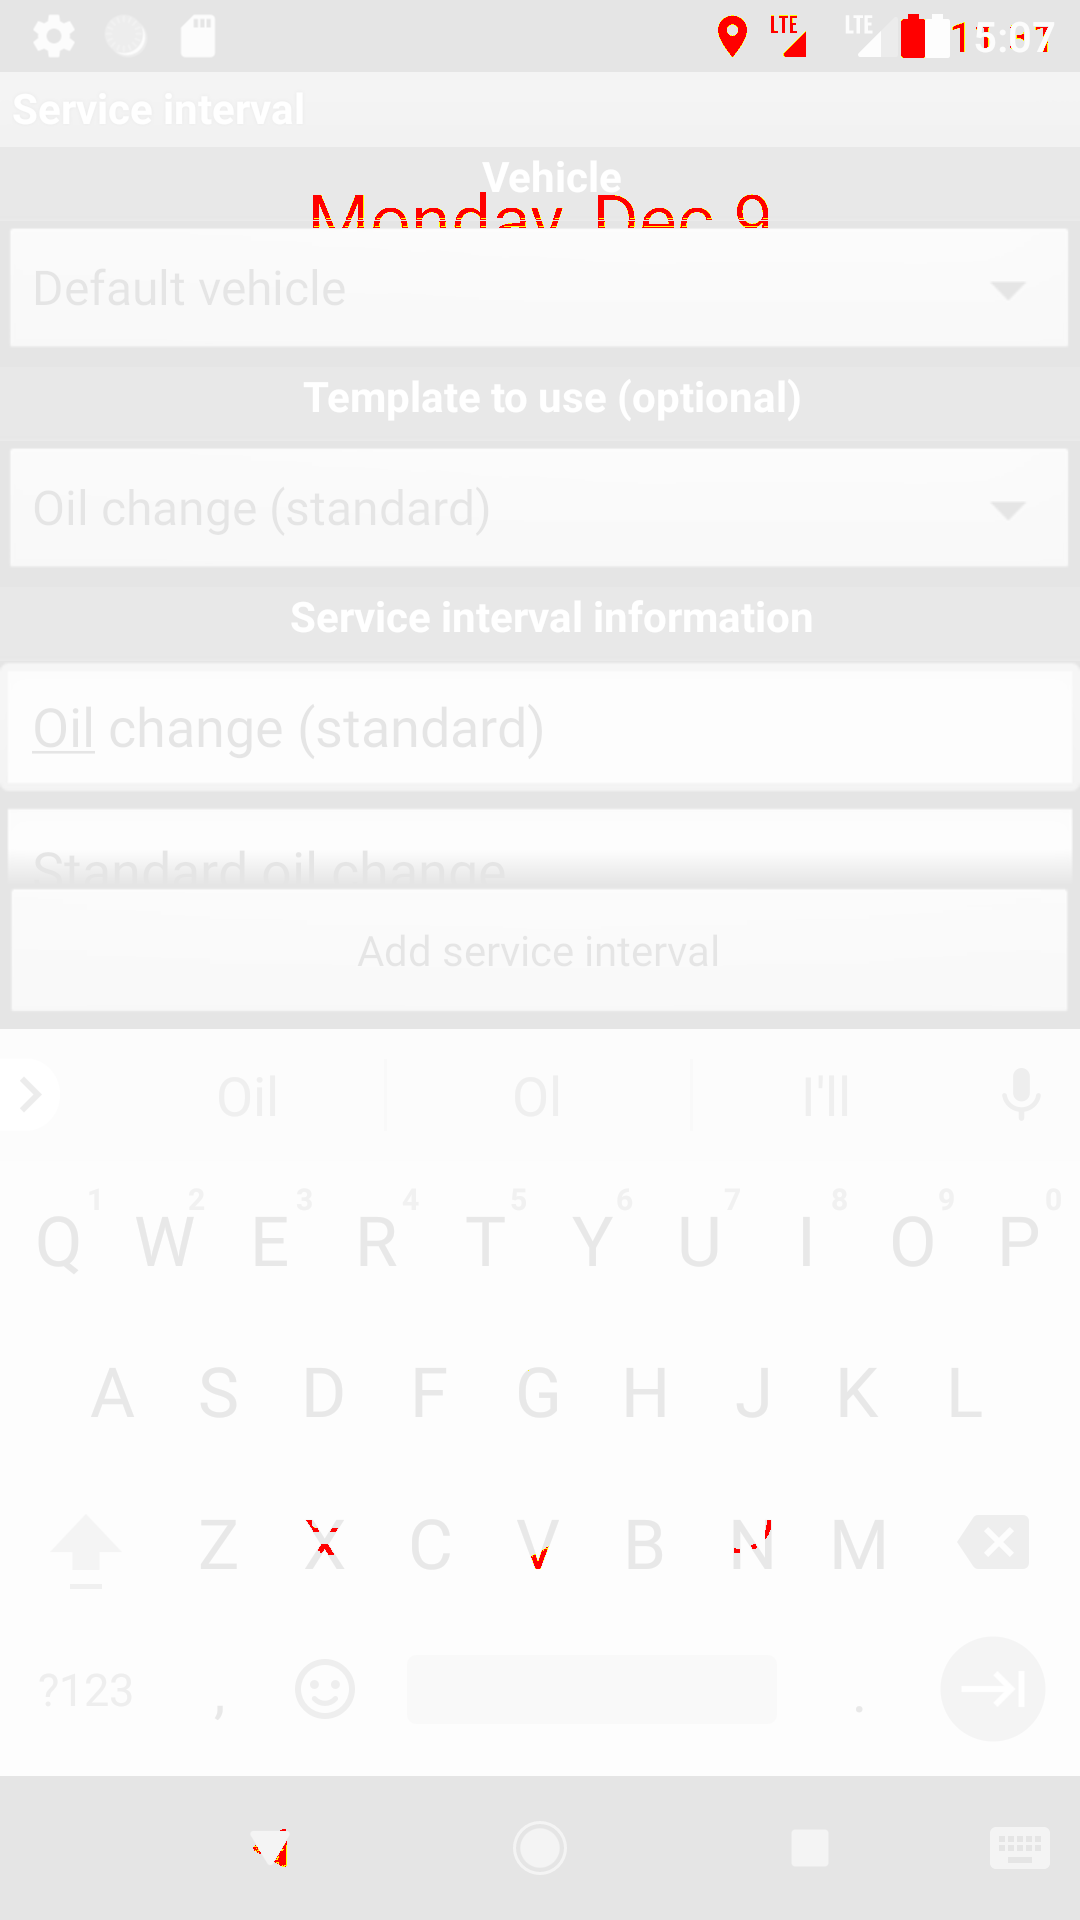 LTE LTE
Service interval
Vehicle
Monday, Dec 9
Default vehicle
Template to use (optional)
Oil change (standard)
Service interval information
Oil change (standard)
Standard oil change
Add service interval
Oil Ol I'll
1 2 3 4 5 6 7 8 9 0
Q W E R T Y U I O P
A S D F G H J K L
Z X C V B N M
?123 , .